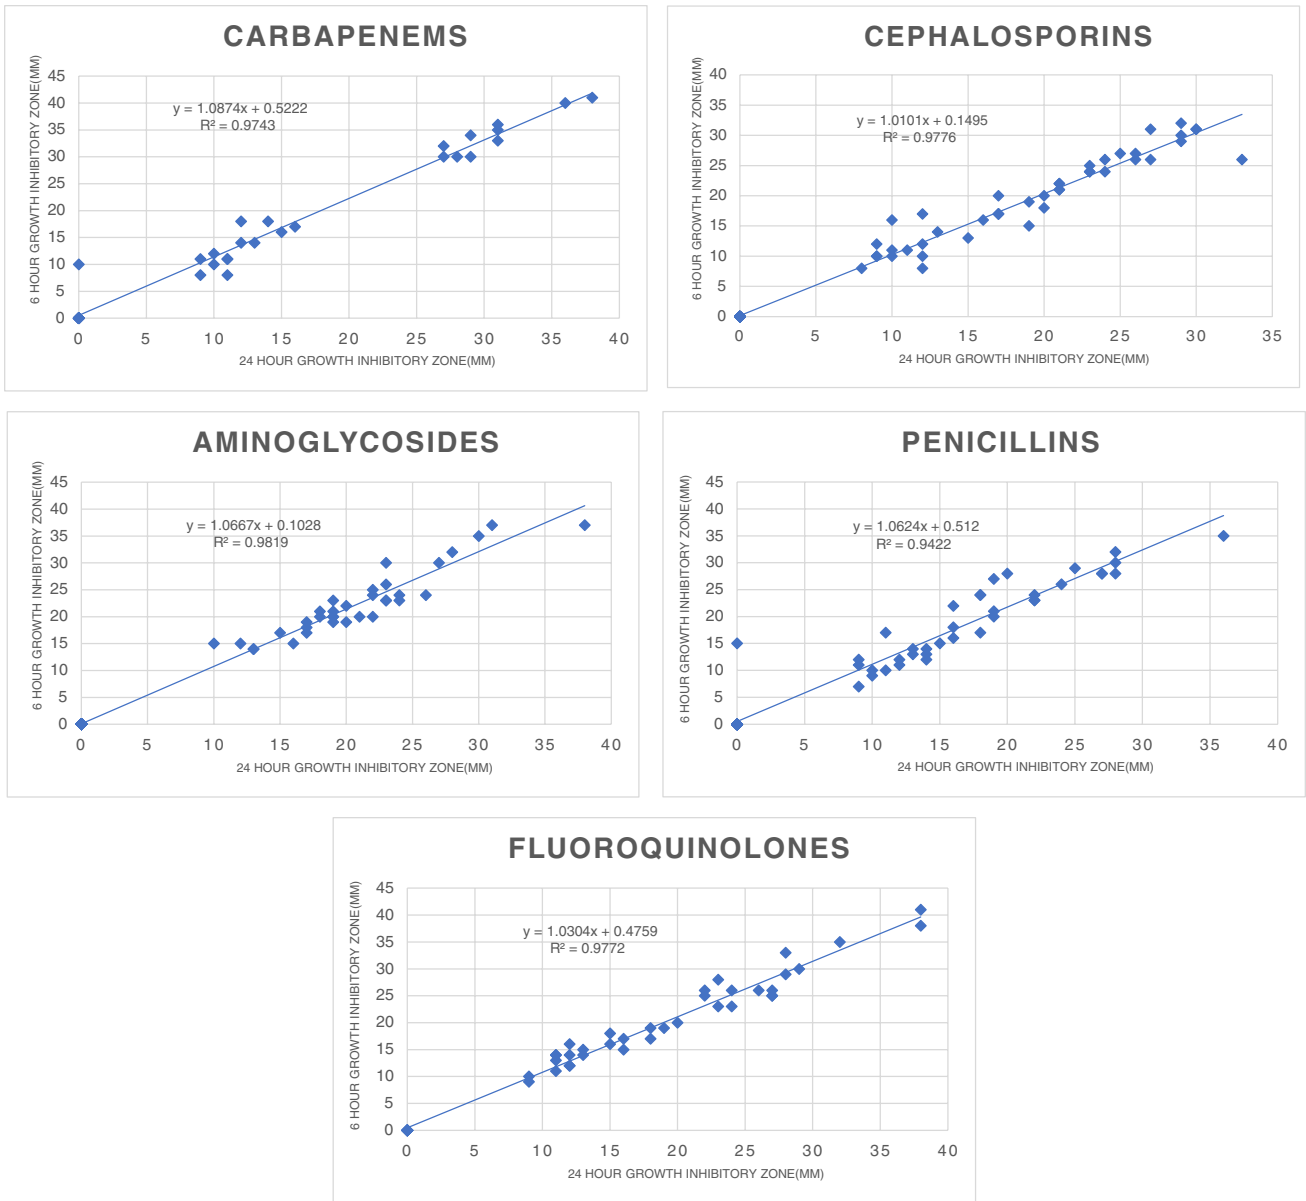 CARBAPENEMS
6 HOUR GROWTH INHIBITORY ZONE(MM)
45
40
35
30
25
20
15
10
5
0
y = 1.0874x + 0.5222
R² = 0.9743
0 5 10 15 20 25 30 35 40
24 HOUR GROWTH INHIBITORY ZONE(MM)
CEPHALOSPORINS
6 HOUR GROWTH INHIBITORY ZONE(MM)
40
35
30
25
20
15
10
5
0
y = 1.0101x + 0.1495
R² = 0.9776
0 5 10 15 20 25 30 35
24 HOUR GROWTH INHIBITORY ZONE(MM)
AMINOGLYCOSIDES
6 HOUR GROWTH INHIBITORY ZONE(MM)
45
40
35
30
25
20
15
10
5
0
y = 1.0667x + 0.1028
R² = 0.9819
0 5 10 15 20 25 30 35 40
24 HOUR GROWTH INHIBITORY ZONE(MM)
PENICILLINS
6 HOUR GROWTH INHIBITORY ZONE(MM)
45
40
35
30
25
20
15
10
5
0
y = 1.0624x + 0.512
R² = 0.9422
0 5 10 15 20 25 30 35 40
24 HOUR GROWTH INHIBITORY ZONE(MM)
FLUOROQUINOLONES
6 HOUR GROWTH INHIBITORY ZONE(MM)
45
40
35
30
25
20
15
10
5
0
y = 1.0304x + 0.4759
R² = 0.9772
0 5 10 15 20 25 30 35 40
24 HOUR GROWTH INHIBITORY ZONE(MM)